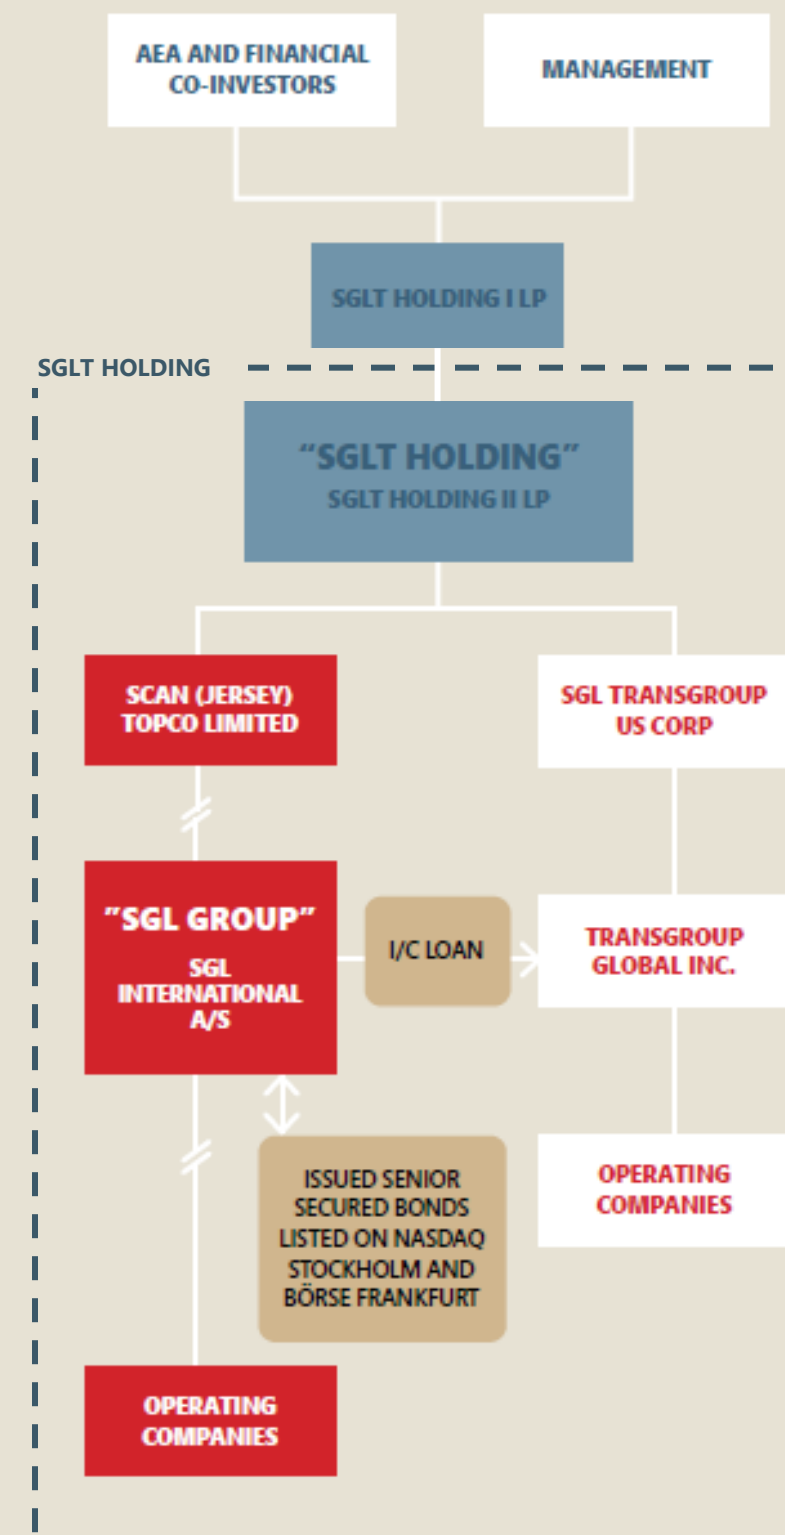 AEA AND FINANCIAL
CO-INVESTORS
MANAGEMENT
SGLT HOLDING I LP
SGLT HOLDING
“SGLT HOLDING”
SGLT HOLDING II LP
SCAN (JERSEY)
TOPCO LIMITED
SGL TRANSGROUP
US CORP
”SGL GROUP”
SGL
INTERNATIONAL
A/S
I/C LOAN
TRANSGROUP
GLOBAL INC.
ISSUED SENIOR
SECURED BONDS
LISTED ON NASDAQ
STOCKHOLM AND
BÖRSE FRANKFURT
OPERATING
COMPANIES
OPERATING
COMPANIES